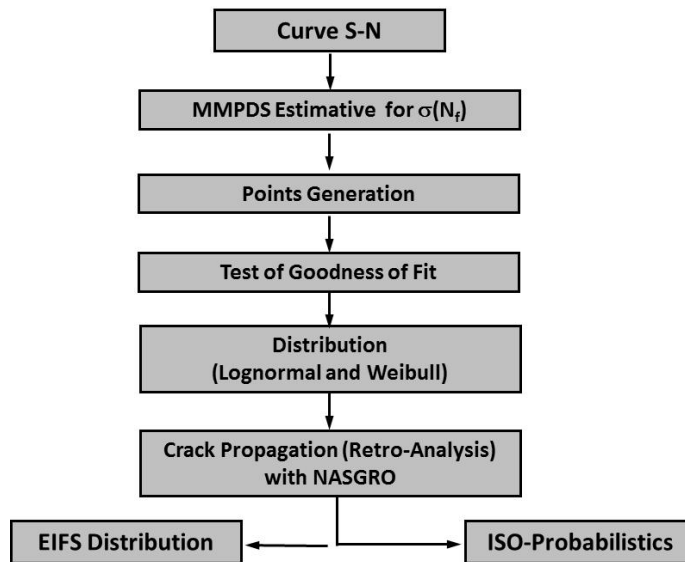 Curve S-N
MMPDS Estimative for σ(Nf)
Points Generation
Test of Goodness of Fit
Distribution
(Lognormal and Weibull)
Crack Propagation (Retro-Analysis)
with NASGRO
EIFS Distribution
ISO-Probabilistics